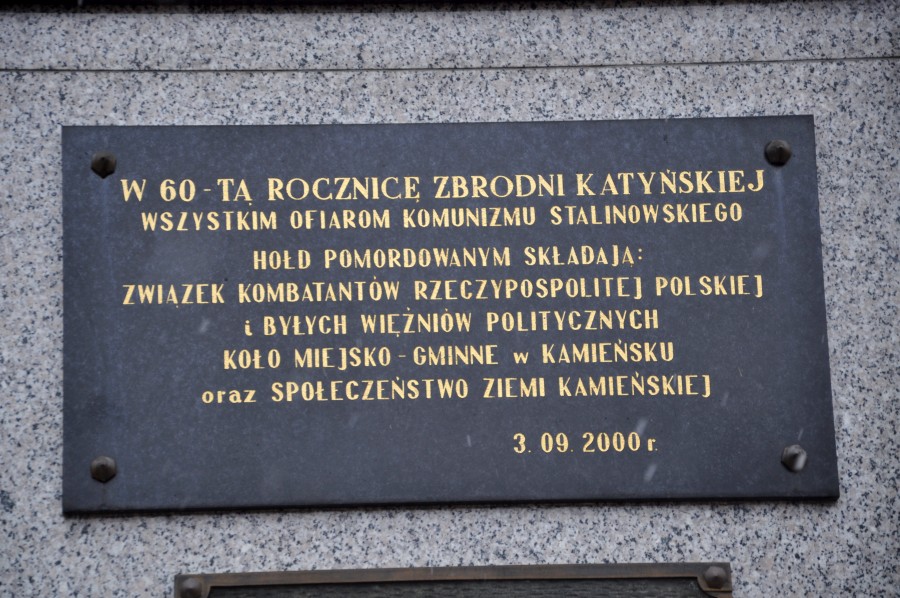 W 60-TĄ ROCZNICĘ ZBRODNI KATYŃSKIEJ
WSZYSTKIM OFIAROM KOMUNIZMU STALINOWSKIEGO
HOŁD POMORDOWANYM SKŁADAJĄ:
ZWIĄZEK KOMBATANTÓW RZECZYPOSPOLITEJ POLSKIEJ
i BYŁYCH WIĘŹNIÓW POLITYCZNYCH
KOŁO MIEJSKO-GMINNE w KAMIEŃSKU
oraz SPOŁECZEŃSTWO ZIEMI KAMIEŃSKIEJ
3. 09. 2000 r.